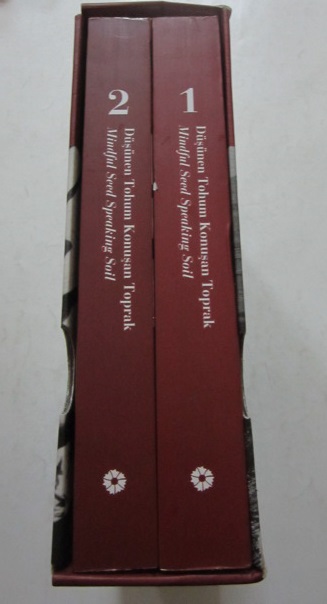 2
Düşünen Tohum Konuşan Toprak
Mindful Seed Speaking Soil
1
Düşünen Tohum Konuşan Toprak
Mindful Seed Speaking Soil